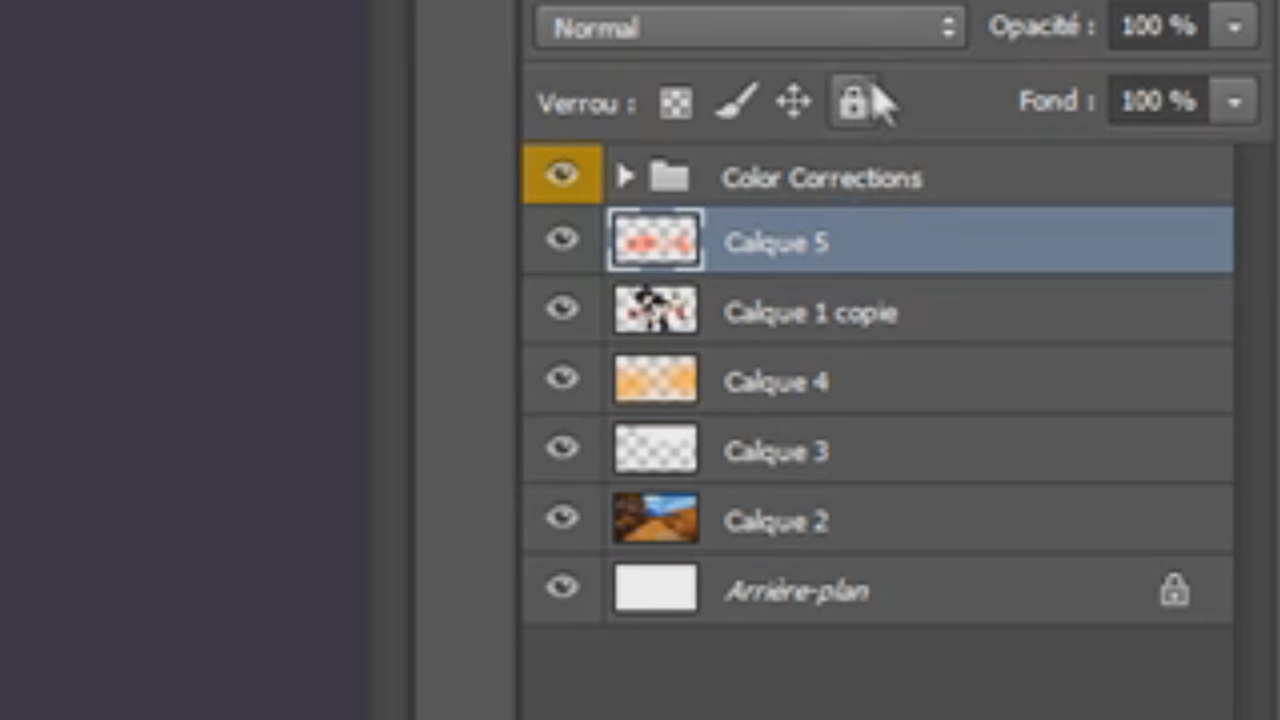 Normal Opacité : 100 %
Verrou : Fond : 100 %
Color Corrections
Calque 5
Calque 1 copie
Calque 4
Calque 3
Calque 2
Arrière-plan